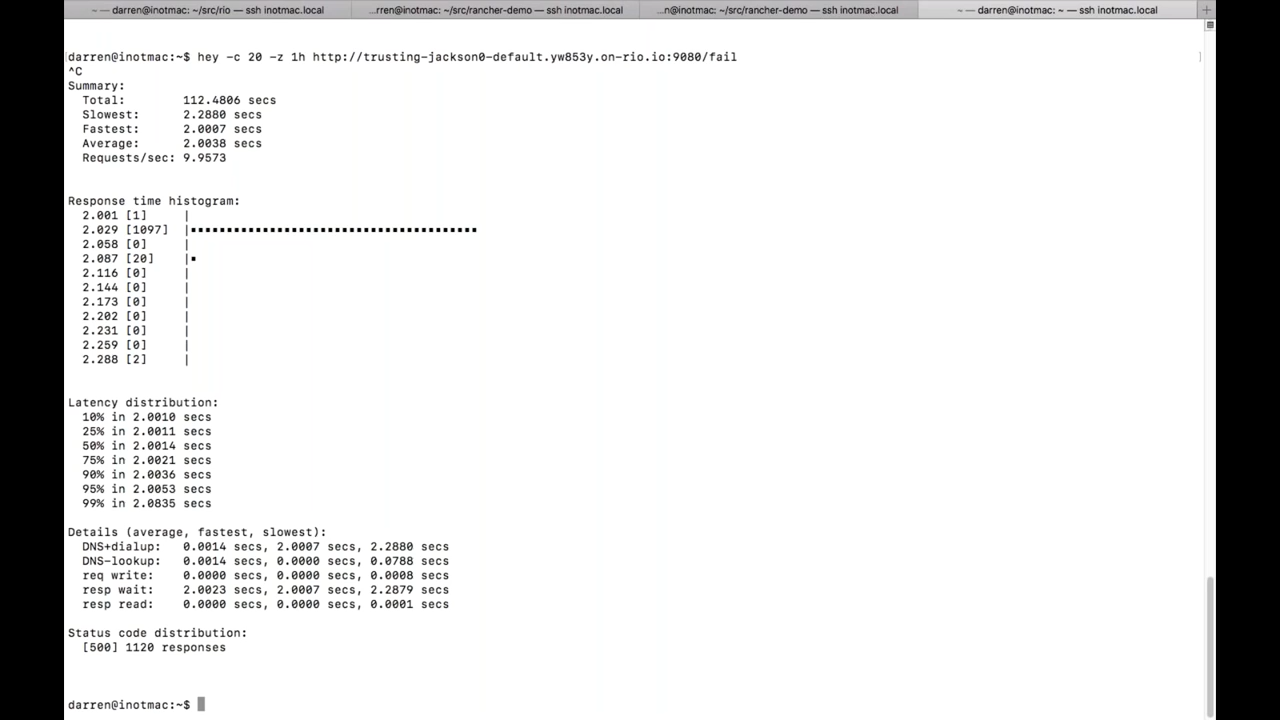 ~ — darren@inotmac: ~/src/rio — ssh inotmac.local
...rren@inotmac: ~/src/rancher-demo — ssh inotmac.local
...n@inotmac: ~/src/rancher-demo — ssh inotmac.local
~ — darren@inotmac: ~ — ssh inotmac.local
darren@inotmac:~$ hey -c 20 -z 1h http://trusting-jackson0-default.yw853y.on-rio.io:9080/fail
^C
Summary:
Total: 112.4806 secs
Slowest: 2.2880 secs
Fastest: 2.0007 secs
Average: 2.0038 secs
Requests/sec: 9.9573
Response time histogram:
2.001 [1] |
2.029 [1097] |■■■■■■■■■■■■■■■■■■■■■■■■■■■■■■■■■■■■■■■■
2.058 [0] |
2.087 [20] |■
2.116 [0] |
2.144 [0] |
2.173 [0] |
2.202 [0] |
2.231 [0] |
2.259 [0] |
2.288 [2] |
Latency distribution:
10% in 2.0010 secs
25% in 2.0011 secs
50% in 2.0014 secs
75% in 2.0021 secs
90% in 2.0036 secs
95% in 2.0053 secs
99% in 2.0835 secs
Details (average, fastest, slowest):
DNS+dialup: 0.0014 secs, 2.0007 secs, 2.2880 secs
DNS-lookup: 0.0014 secs, 0.0000 secs, 0.0788 secs
req write: 0.0000 secs, 0.0000 secs, 0.0008 secs
resp wait: 2.0023 secs, 2.0007 secs, 2.2879 secs
resp read: 0.0000 secs, 0.0000 secs, 0.0001 secs
Status code distribution:
[500] 1120 responses
darren@inotmac:~$